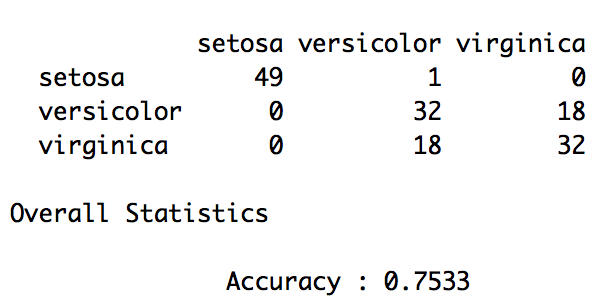 setosa versicolor virginica
setosa 49 1 0
versicolor 0 32 18
virginica 0 18 32
Overall Statistics
Accuracy : 0.7533